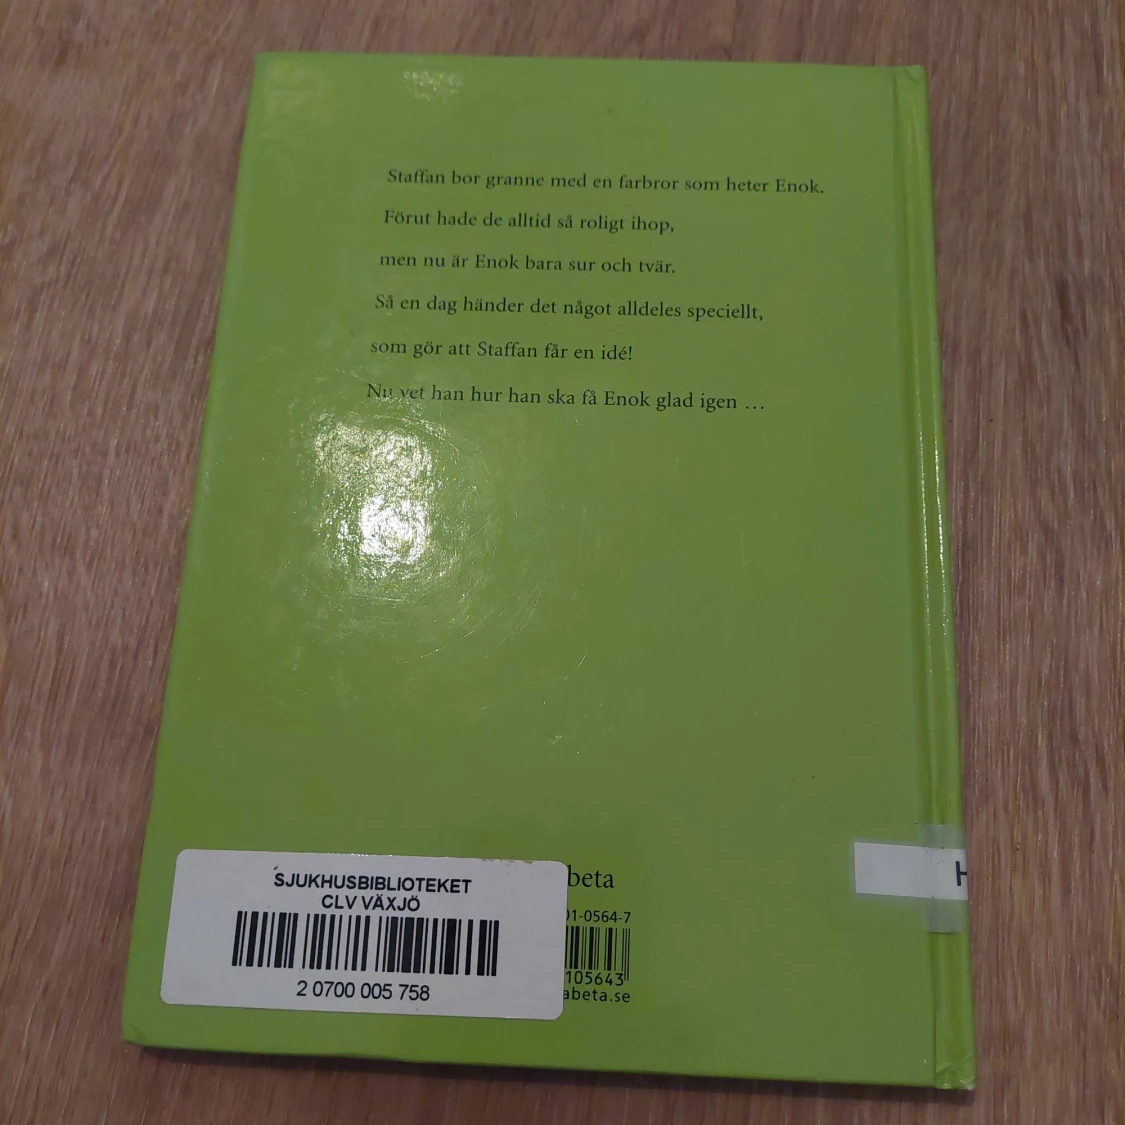 Staffan bor granne med en farbror som heter Enok.
Förut hade de alltid så roligt ihop,
men nu är Enok bara sur och tvär.
Så en dag händer det något alldeles speciellt,
som gör att Staffan får en idé!
Nu vet han hur han ska få Enok glad igen …
beta
01-0564-7
105643
abeta.se
SJUKHUSBIBLIOTEKET
CLV VÄXJÖ
2 0700 005 758
H